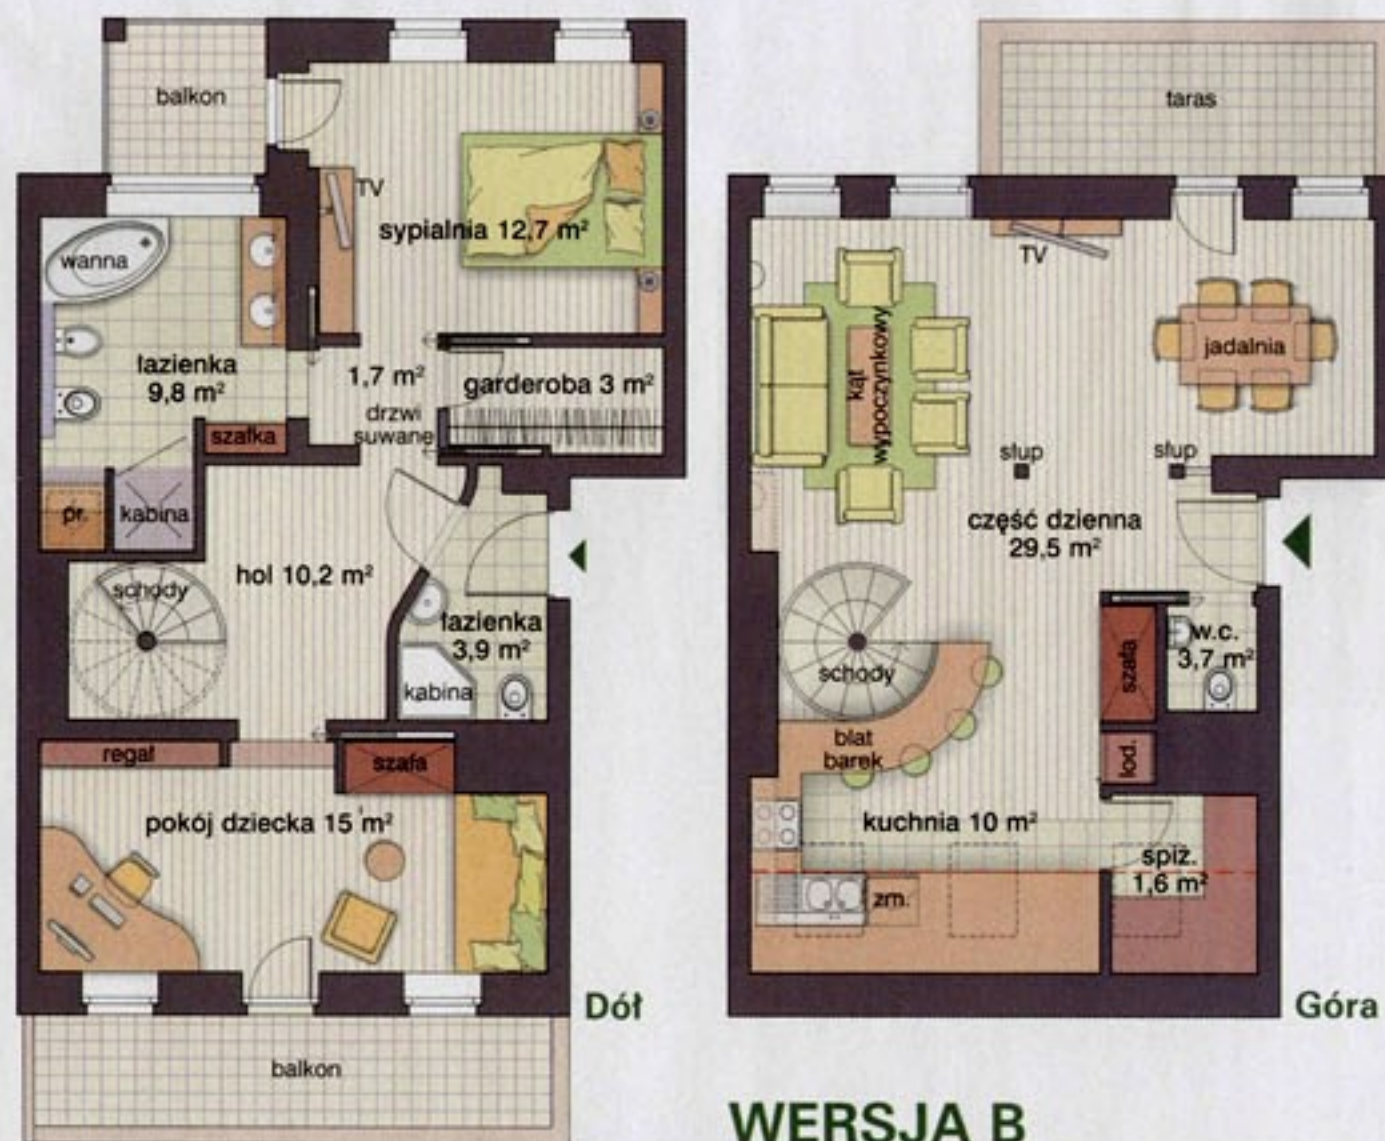 balkon
TV
sypialnia 12,7 m²
wanna
łazienka
9,8 m²
1,7 m²
garderoba 3 m²
drzwi
suwane
szafka
pr.
kabina
schody
hol 10,2 m²
łazienka
3,9 m²
kabina
regał
szafa
pokój dziecka 15 m²
balkon
Dół
taras
TV
kąt
wypoczynkowy
jadalnia
słup
słup
część dzienna
29,5 m²
schody
szafa
w.c.
3,7 m²
blat
barek
lod.
kuchnia 10 m²
spiż.
1,6 m²
zm.
Góra
WERSJA B